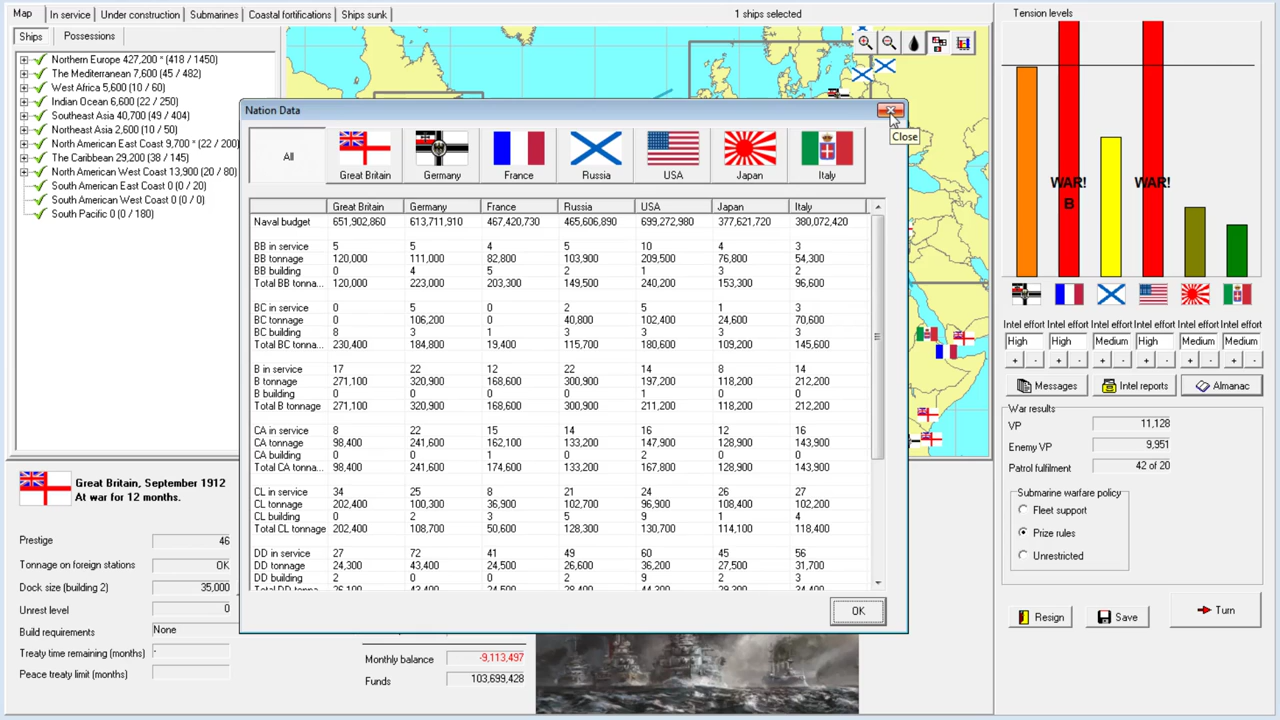 Map In service Under construction Submarines Coastal fortifications Ships sunk 1 ships selected
Ships Possessions
Northern Europe 427,200 * (418 / 1450)
The Mediterranean 7,600 (45 / 482)
West Africa 5,600 (10 / 60)
Indian Ocean 6,600 (22 / 250)
Southeast Asia 40,700 (49 / 404)
Northeast Asia 2,600 (10 / 50)
North American East Coast 9,700 * (22 / 200)
The Caribbean 29,200 (38 / 145)
North American West Coast 13,900 (20 / 80)
South American East Coast 0 (0 / 20)
South American West Coast 0 (0 / 0)
South Pacific 0 (0 / 180)
Nation Data
Close
All Great Britain Germany France Russia USA Japan Italy
Great Britain Germany France Russia USA Japan Italy
Naval budget 651,902,860 613,711,910 467,420,730 465,606,890 699,272,980 377,621,720 380,072,420
BB in service 5 5 4 5 10 4 3
BB tonnage 120,000 111,000 82,800 103,900 209,500 76,800 54,300
BB building 0 4 5 2 1 3 2
Total BB tonna... 120,000 223,000 203,300 149,500 240,200 153,300 96,600
BC in service 0 5 0 2 5 1 3
BC tonnage 0 106,200 0 40,800 102,400 24,600 70,600
BC building 8 3 1 3 3 3 3
Total BC tonna... 230,400 184,800 19,400 115,700 180,600 109,200 145,600
B in service 17 22 12 22 14 8 14
B tonnage 271,100 320,900 168,600 300,900 197,200 118,200 212,200
B building 0 0 0 0 1 0 0
Total B tonnage 271,100 320,900 168,600 300,900 211,200 118,200 212,200
CA in service 8 22 15 14 16 12 16
CA tonnage 98,400 241,600 162,100 133,200 147,900 128,900 143,900
CA building 0 0 1 0 2 0 0
Total CA tonna... 98,400 241,600 174,600 133,200 167,800 128,900 143,900
CL in service 34 25 8 21 24 26 27
CL tonnage 202,400 100,300 36,900 102,700 96,900 108,400 102,200
CL building 0 2 3 5 9 1 4
Total CL tonnage 202,400 108,700 50,600 128,300 130,700 114,100 118,400
DD in service 27 72 41 49 60 45 56
DD tonnage 24,300 43,400 24,500 26,600 36,200 27,500 31,700
DD building 2 0 0 2 9 2 3
OK
Great Britain, September 1912
At war for 12 months.
Prestige 46
Tonnage on foreign stations OK
Dock size (building 2) 35,000
Unrest level 0
Build requirements None
Treaty time remaining (months) -
Peace treaty limit (months)
Monthly balance -9,113,497
Funds 103,699,428
Tension levels
WAR! WAR!
B
Intel effort Intel effort Intel effort Intel effort Intel effort Intel effort
High High Medium High Medium Medium
+ - + - + - + - + - + -
Messages Intel reports Almanac
War results
VP 11,128
Enemy VP 9,951
Patrol fulfilment 42 of 20
Submarine warfare policy
Fleet support
Prize rules
Unrestricted
Resign Save Turn